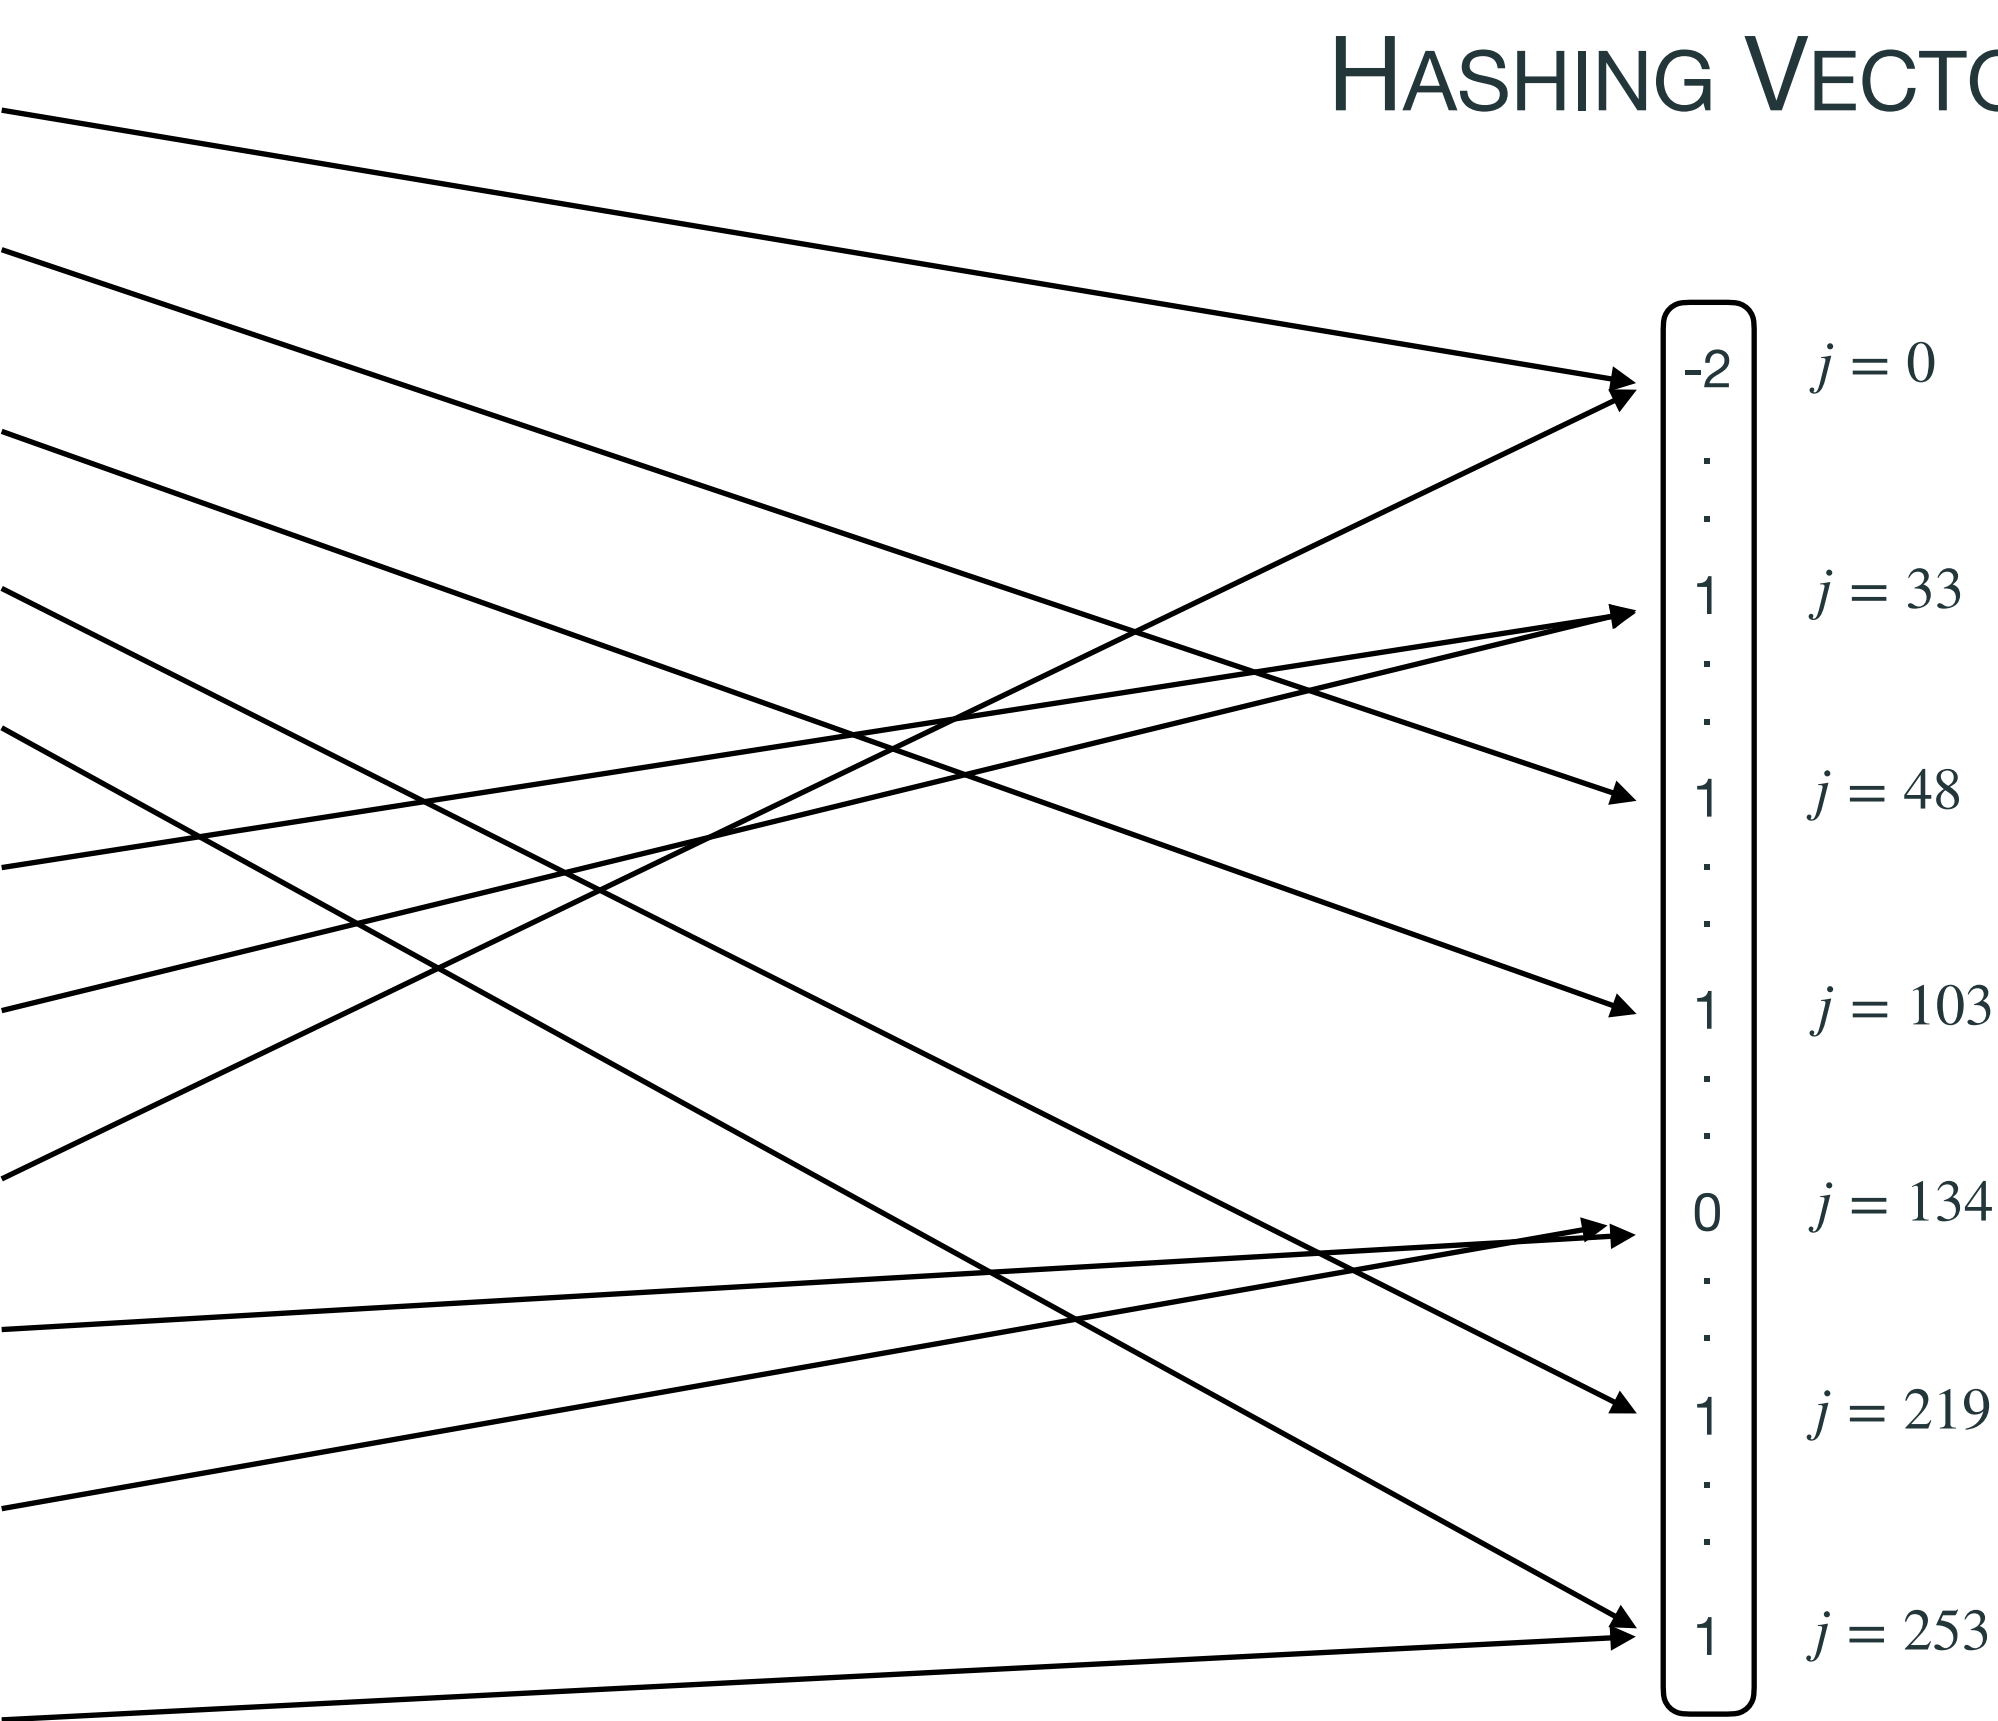 HASHING VECTO
-2 j = 0
.
.
1 j = 33
.
.
1 j = 48
.
.
1 j = 103
.
.
0 j = 134
.
.
1 j = 219
.
.
1 j = 253